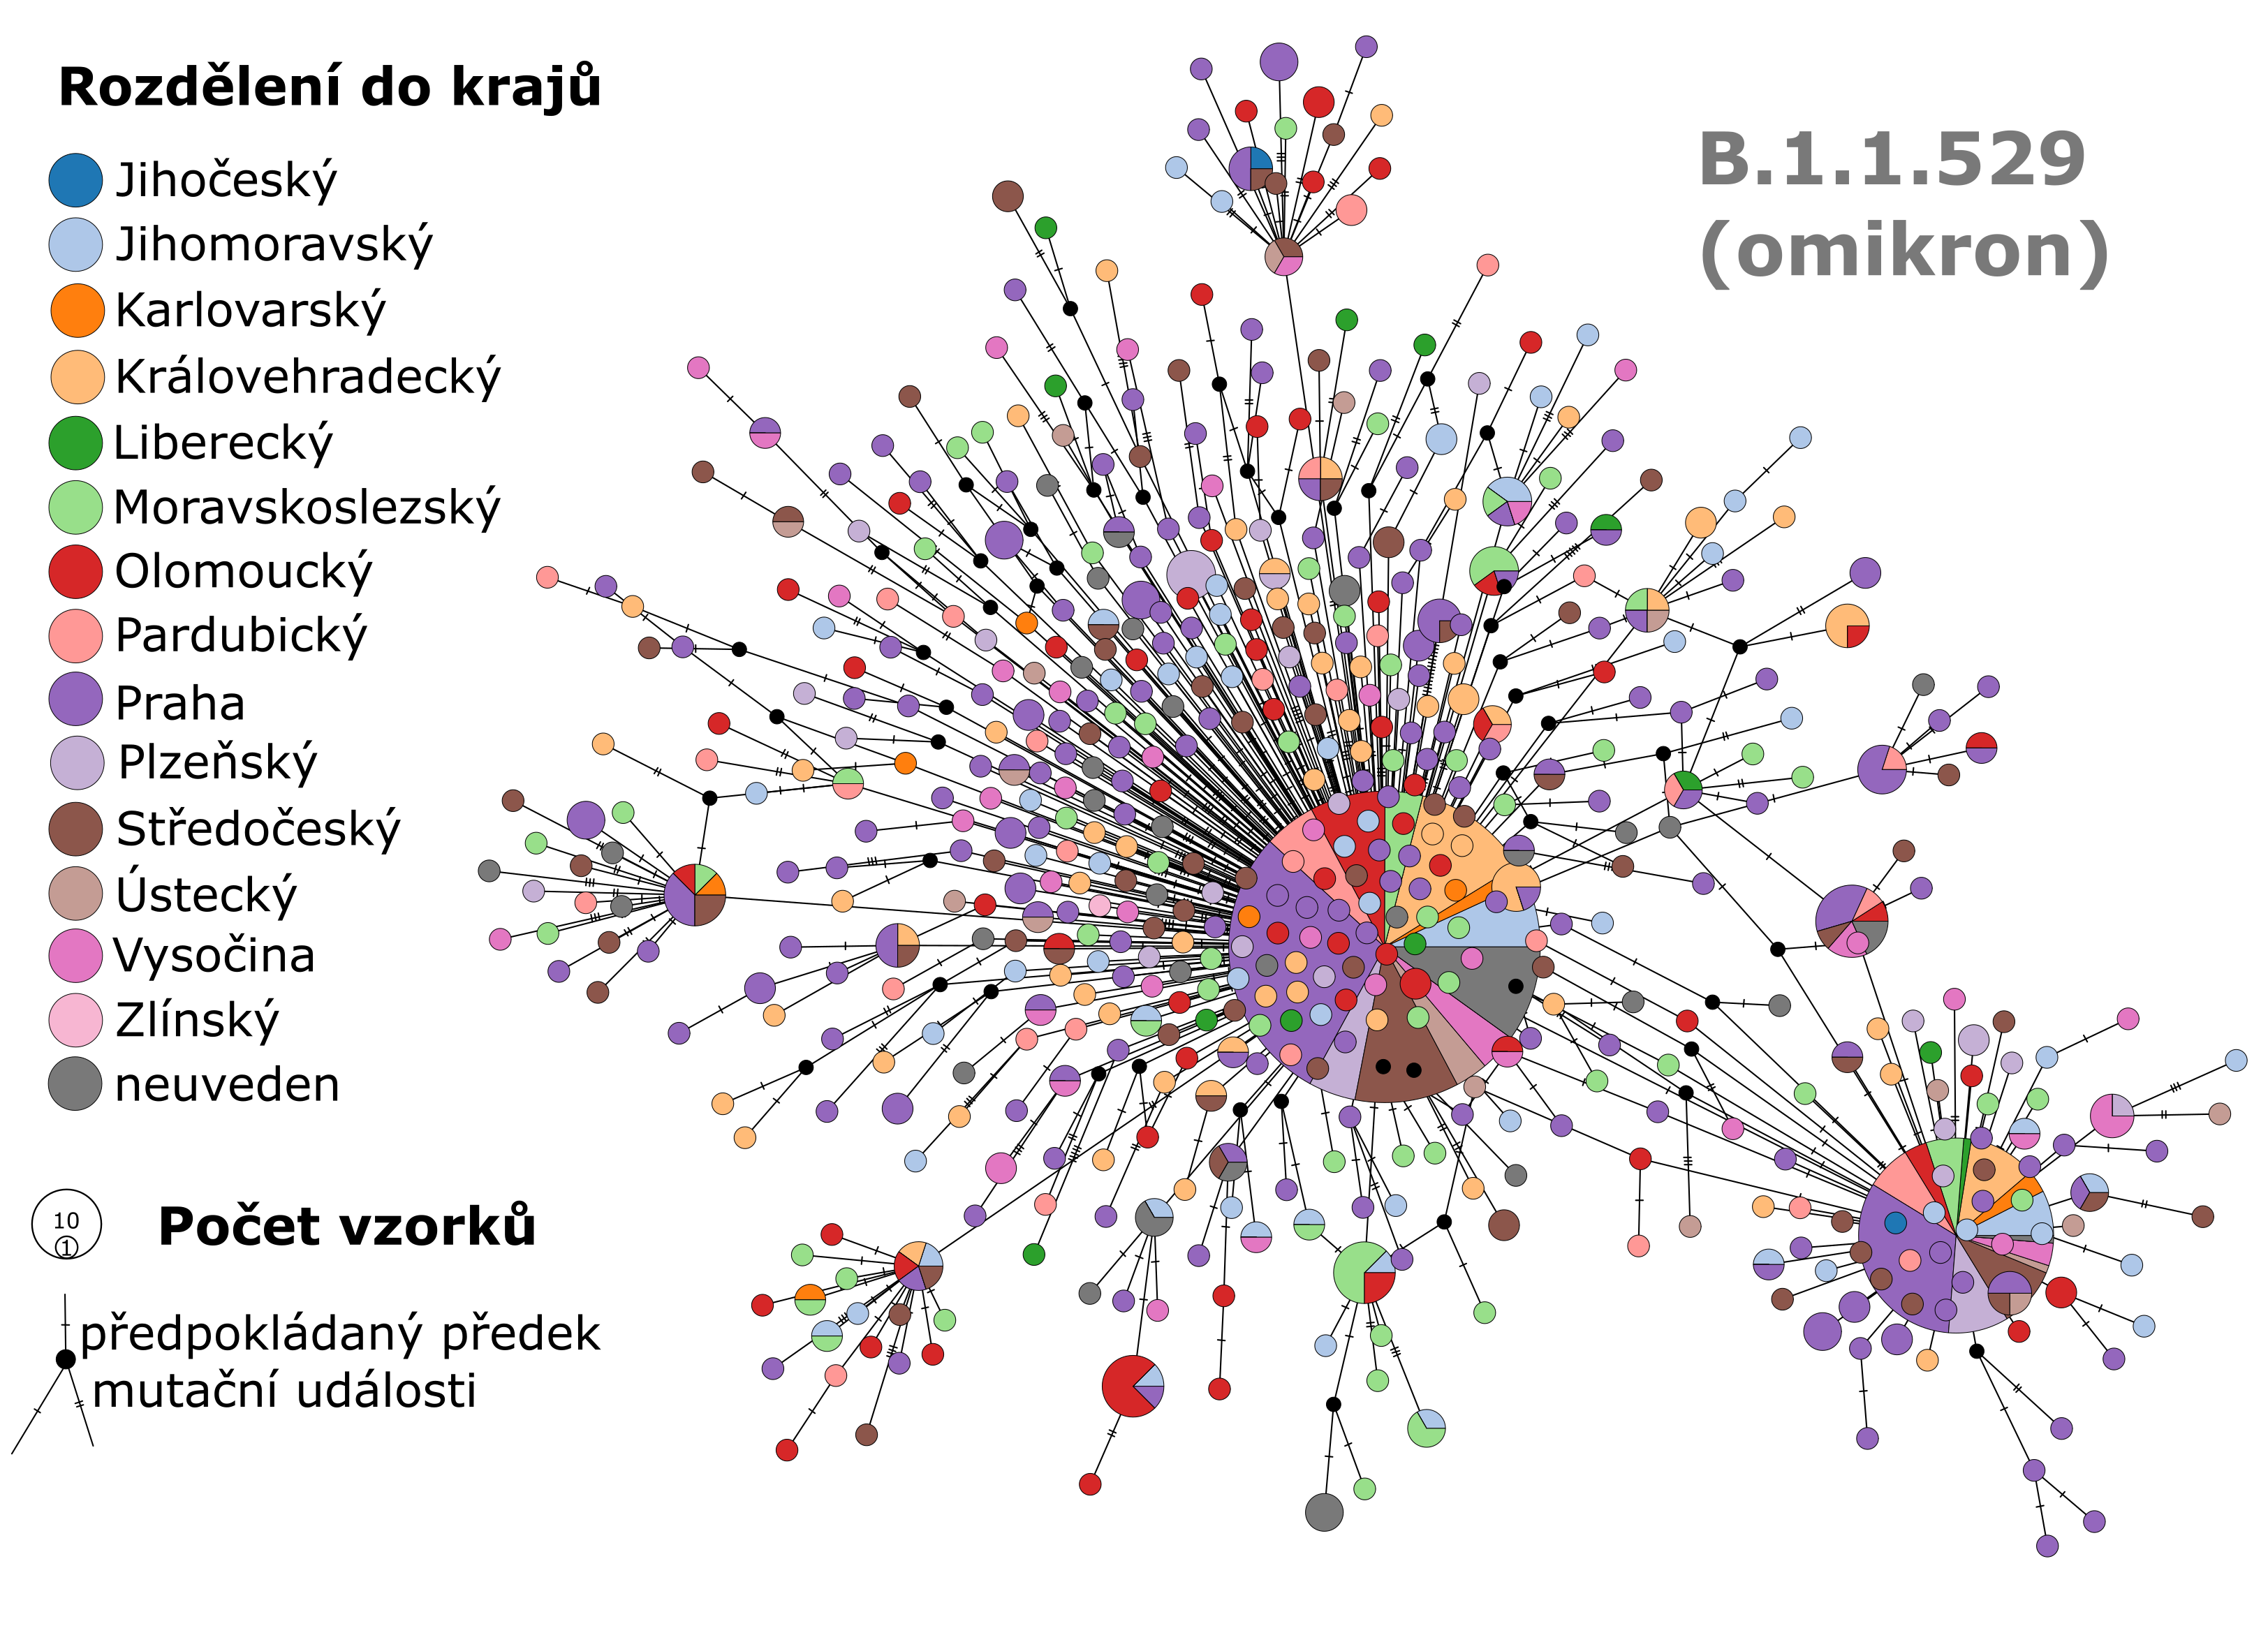 Rozdělení do krajů
Jihočeský
Jihomoravský
Karlovarský
Královehradecký
Liberecký
Moravskoslezský
Olomoucký
Pardubický
Praha
Plzeňský
Středočeský
Ústecký
Vysočina
Zlínský
neuveden
10
1
Počet vzorků
předpokládaný předek
mutační události
B.1.1.529
(omikron)